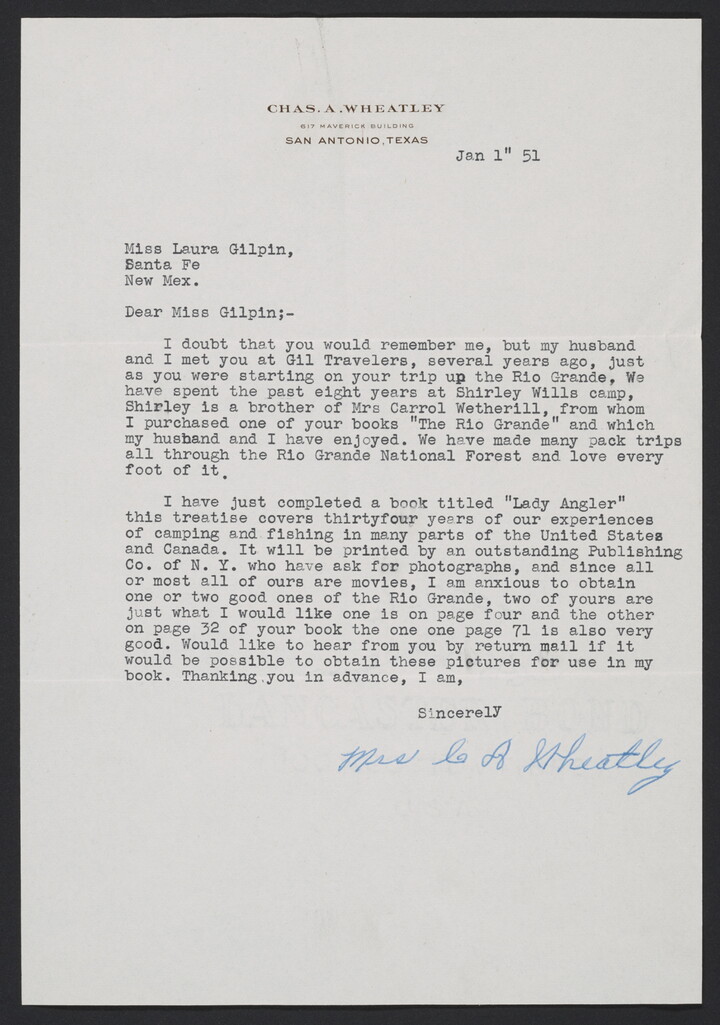 CHAS. A. WHEATLEY
617 MAVERICK BUILDING
SAN ANTONIO, TEXAS
Jan 1" 51
Miss Laura Gilpin,
Santa Fe
New Mex.
Dear Miss Gilpin;-
I doubt that you would remember me, but my husband
and I met you at Gil Travelers, several years ago, just
as you were starting on your trip up the Rio Grande, We
have spent the past eight years at Shirley Wills camp,
Shirley is a brother of Mrs Carrol Wetherill, from whom
I purchased one of your books "The Rio Grande" and which
my husband and I have enjoyed. We have made many pack trips
all through the Rio Grande National Forest and love every
foot of it.
I have just completed a book titled "Lady Angler"
this treatise covers thirtyfour years of our experiences
of camping and fishing in many parts of the United States
and Canada. It will be printed by an outstanding Publishing
Co. of N. Y. who have ask for photographs, and since all
or most all of ours are movies, I am anxious to obtain
one or two good ones of the Rio Grande, two of yours are
just what I would like one is on page four and the other
on page 32 of your book the one one page 71 is also very
good. Would like to hear from you by return mail if it
would be possible to obtain these pictures for use in my
book. Thanking.you in advance, I am,
Sincerely
Mrs C A Wheatley